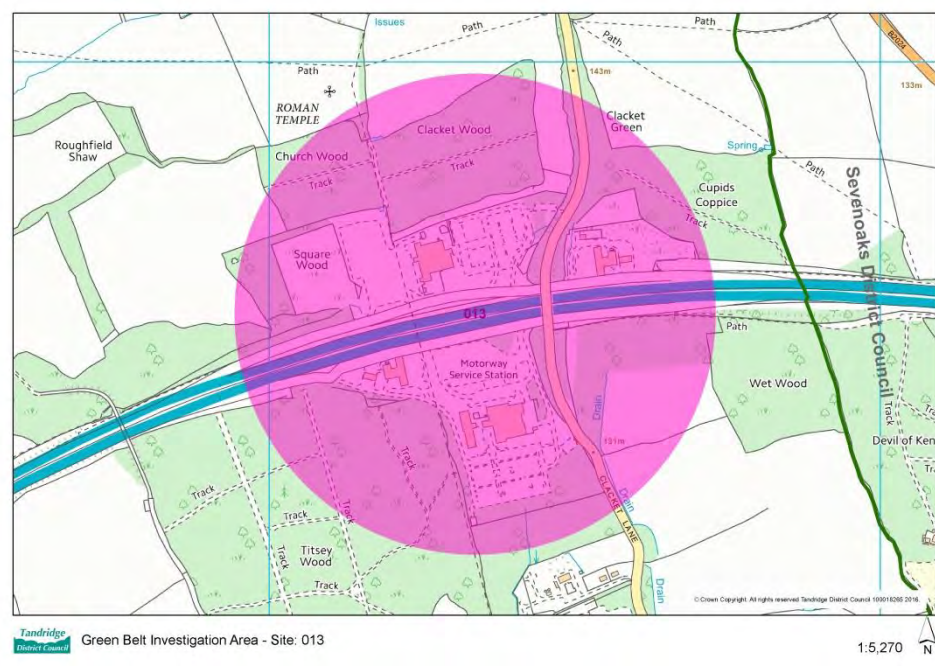 Issues
Path
Path
Path
Path
B2024
143m
133m
ROMAN
TEMPLE
Clacket Wood
Clacket
Green
Roughfield
Shaw
Church Wood
Track
Track
Spring
Path
Cupids
Coppice
Track
Sevenoaks District Council
Square
Wood
013
Path
Motorway
Service Station
Wet Wood
Drain
Track
Devil of Ken
Tra
151m
Track
Track
Track
Track
Track
Track
CLACKET LANE
Drain
Titsey
Wood
Track
Drain
© Crown Copyright. All rights reserved Tandridge District Council 100018265 2016.
Tandridge
District Council
Green Belt Investigation Area - Site: 013
1:5,270
N